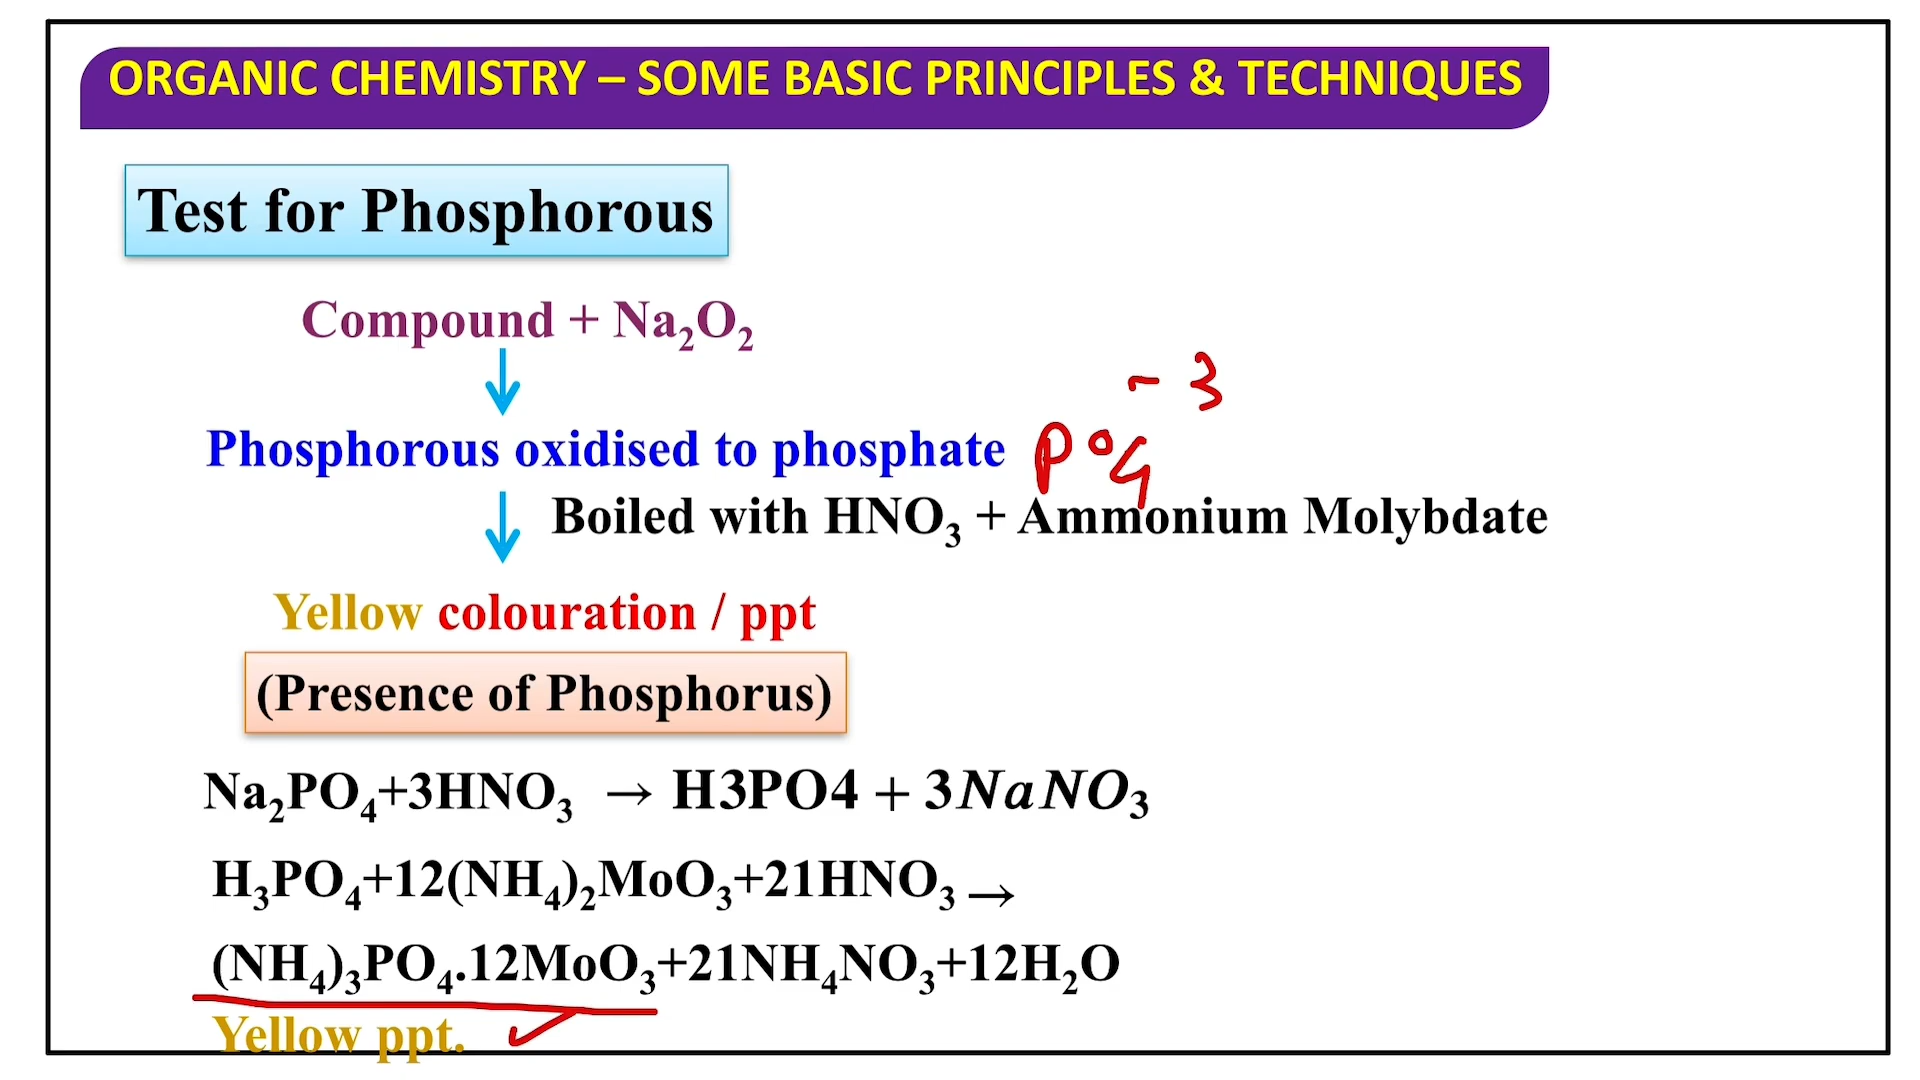 ORGANIC CHEMISTRY – SOME BASIC PRINCIPLES & TECHNIQUES
Test for Phosphorous
Compound + Na₂O₂
-3
Phosphorous oxidised to phosphate PO₄
Boiled with HNO₃ + Ammonium Molybdate
Yellow colouration / ppt
(Presence of Phosphorus)
Na₂PO₄+3HNO₃ → H3PO4 + 3NaNO₃
H₃PO₄+12(NH₄)₂MoO₃+21HNO₃ →
(NH₄)₃PO₄.12MoO₃+21NH₄NO₃+12H₂O
Yellow ppt.